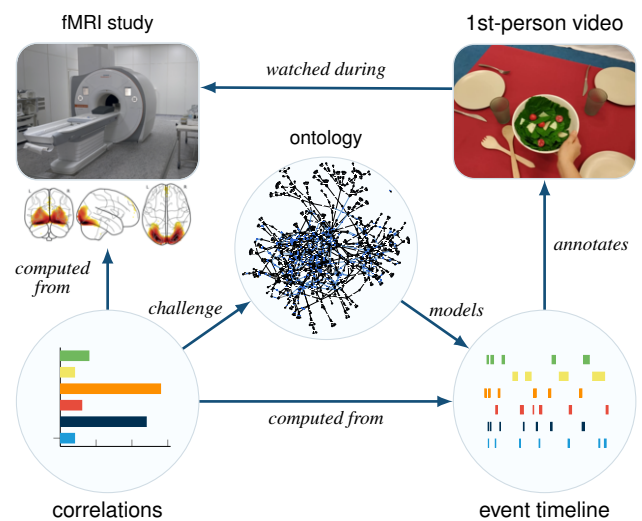 fMRI study
1st-person video
watched during
ontology
L R
L R
computed
from
challenge
models
annotates
computed from
correlations
event timeline